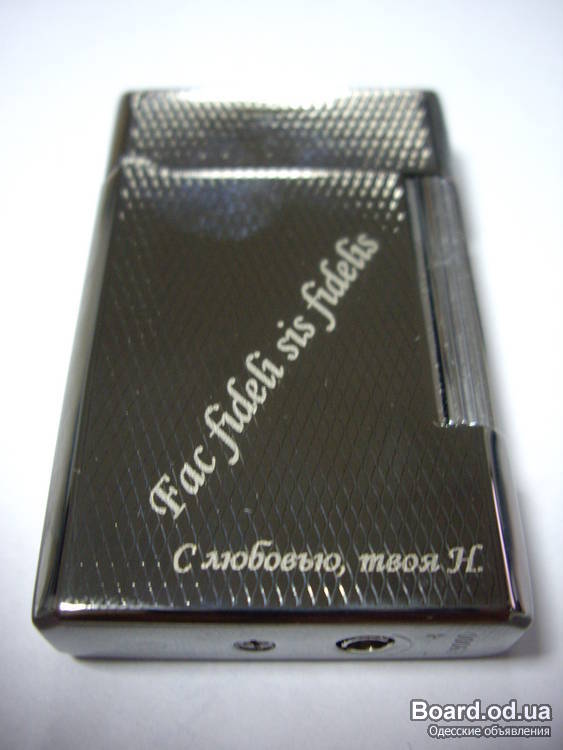 Fac fideli sis fidelis
С любовью, твоя Н.
Board.od.ua
Одесские объявления